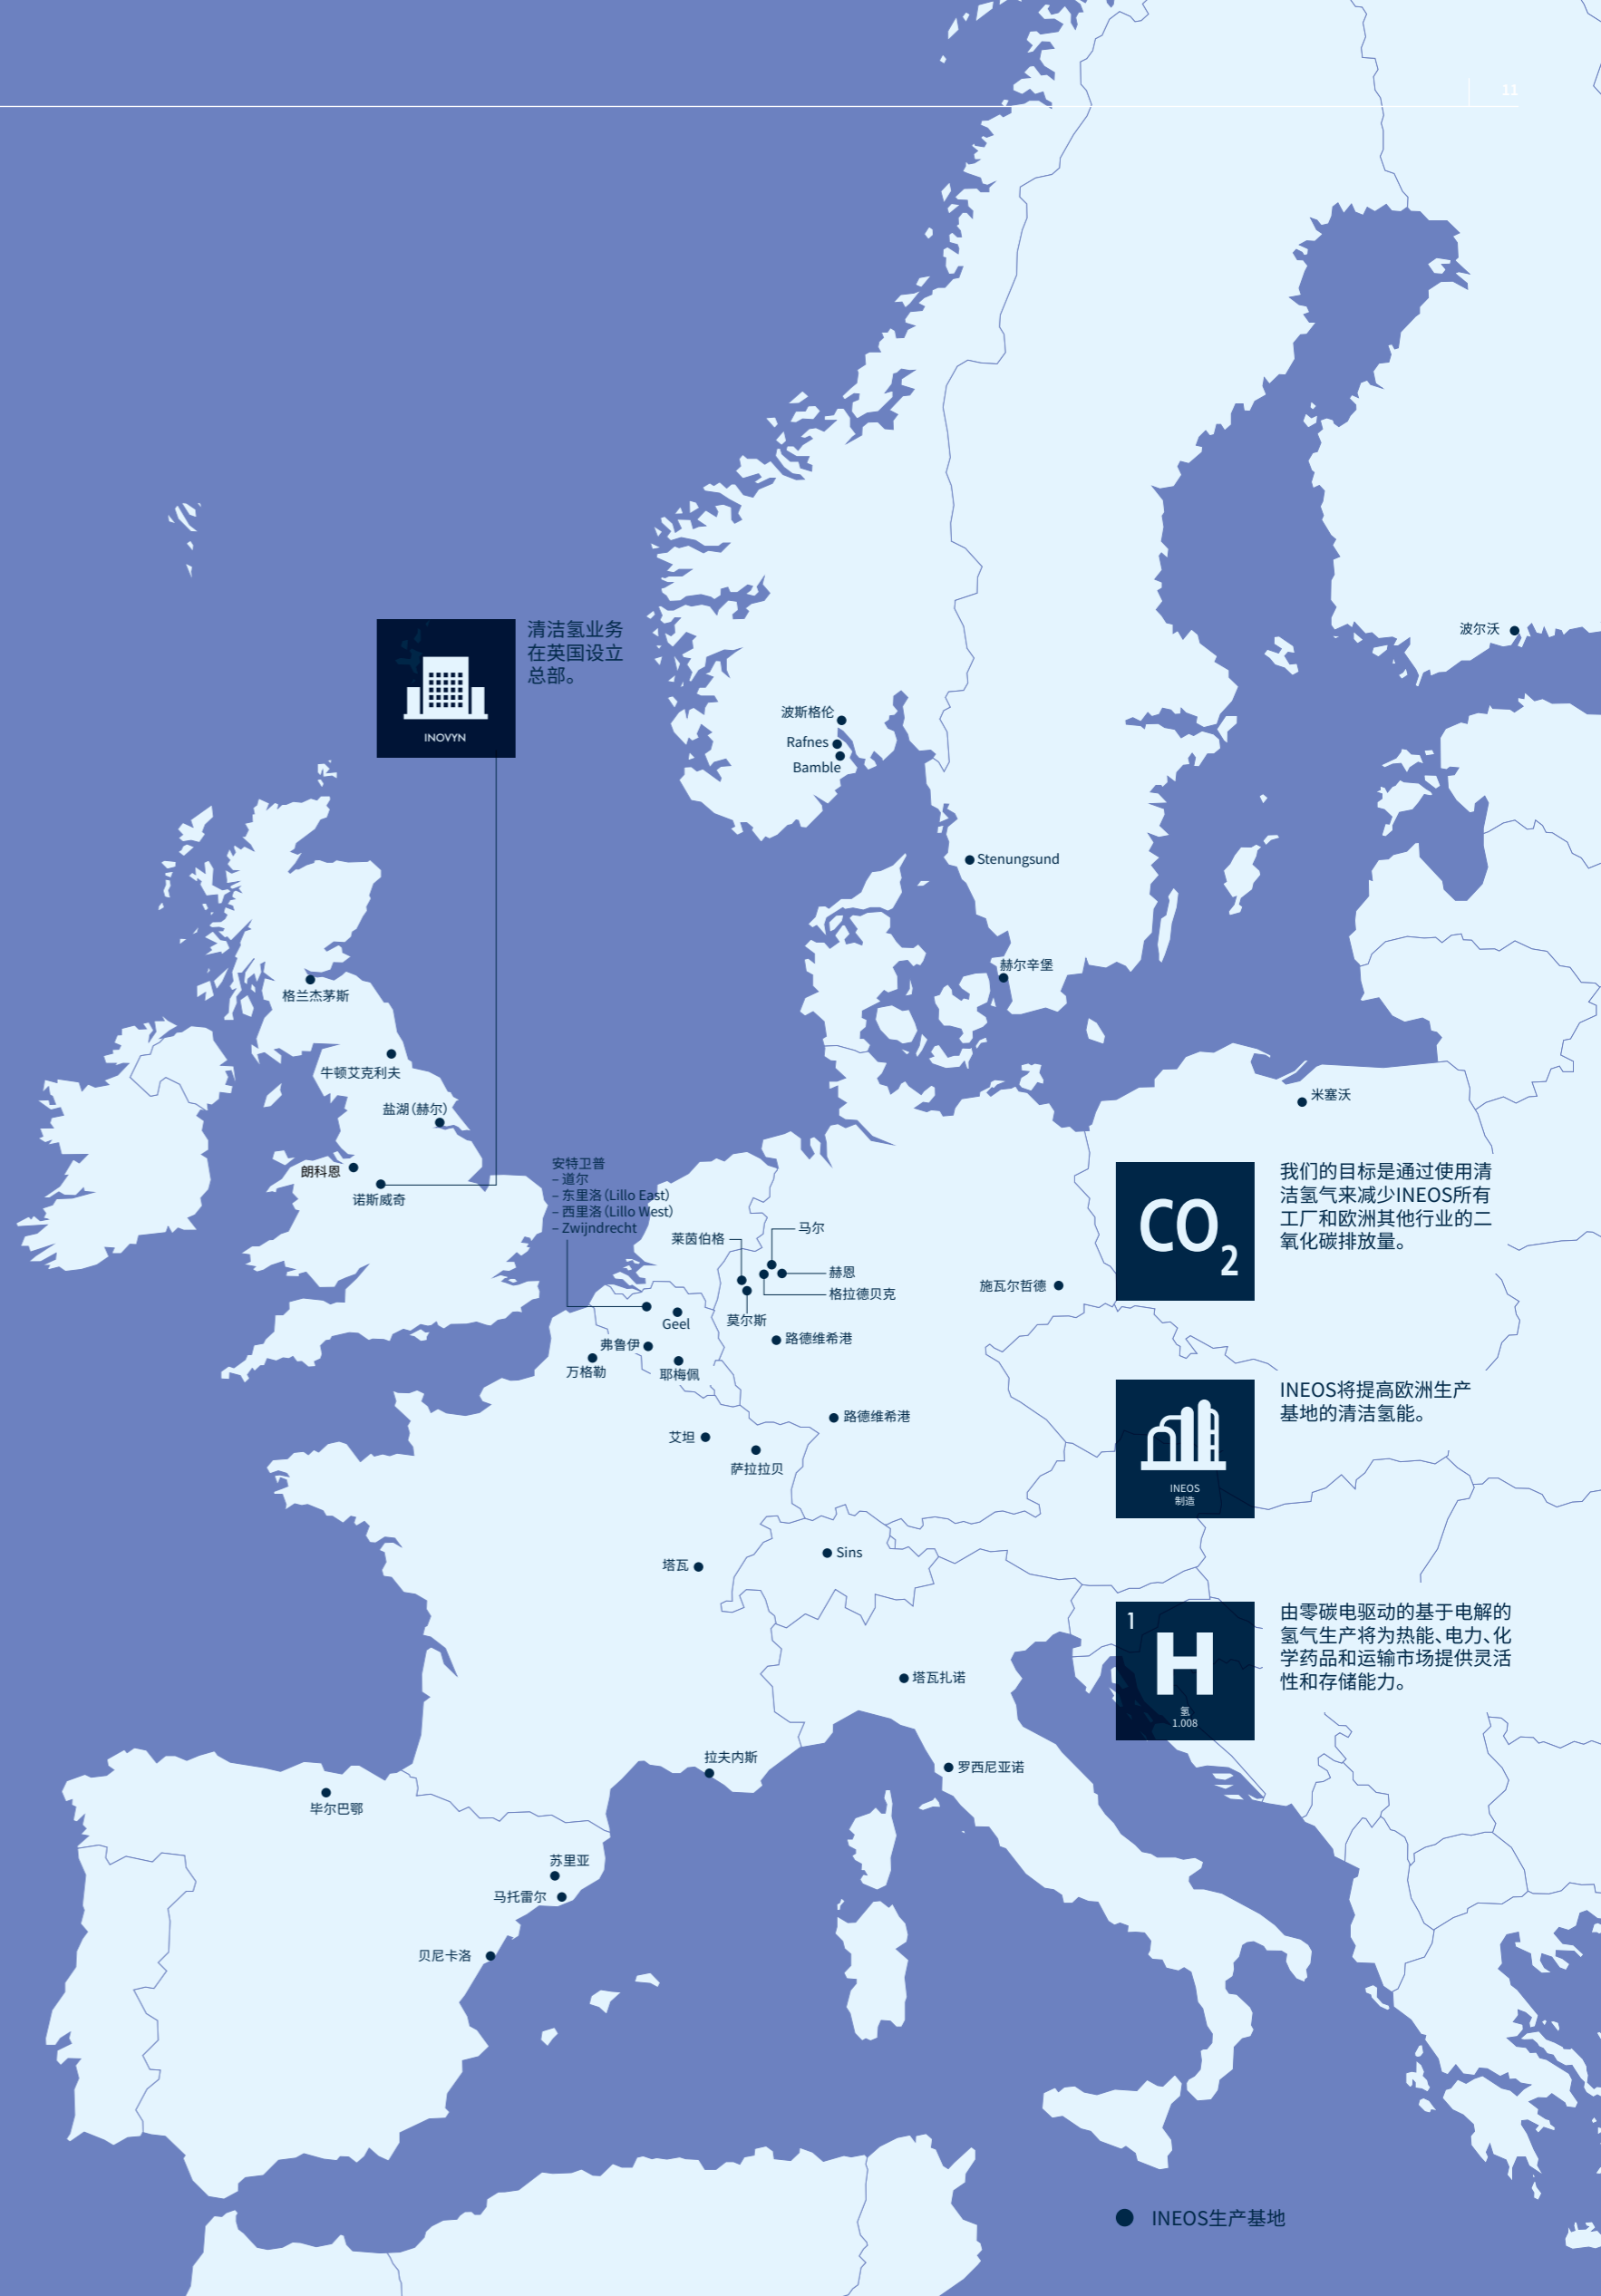 11
清洁氢业务
在英国设立
总部。
INOVYN
波尔沃
波斯格伦
Rafnes
Bamble
Stenungsund
赫尔辛堡
格兰杰茅斯
牛顿艾克利夫
盐湖（赫尔）
朗科恩
诺斯威奇
米塞沃
安特卫普
– 道尔
– 东里洛（Lillo East）
– 西里洛（Lillo West）
– Zwijndrecht
莱茵伯格
马尔
赫恩
格拉德贝克
莫尔斯
Geel
弗鲁伊
万格勒
耶梅佩
路德维希港
施瓦尔哲德
CO2
我们的目标是通过使用清
洁氢气来减少INEOS所有
工厂和欧洲其他行业的二
氧化碳排放量。
路德维希港
艾坦
萨拉拉贝
INEOS
制造
INEOS将提高欧洲生产
基地的清洁氢能。
Sins
塔瓦
1
H
氢
1.008
由零碳电驱动的基于电解的
氢气生产将为热能、电力、化
学药品和运输市场提供灵活
性和存储能力。
塔瓦扎诺
拉夫内斯
罗西尼亚诺
毕尔巴鄂
苏里亚
马托雷尔
贝尼卡洛
INEOS生产基地